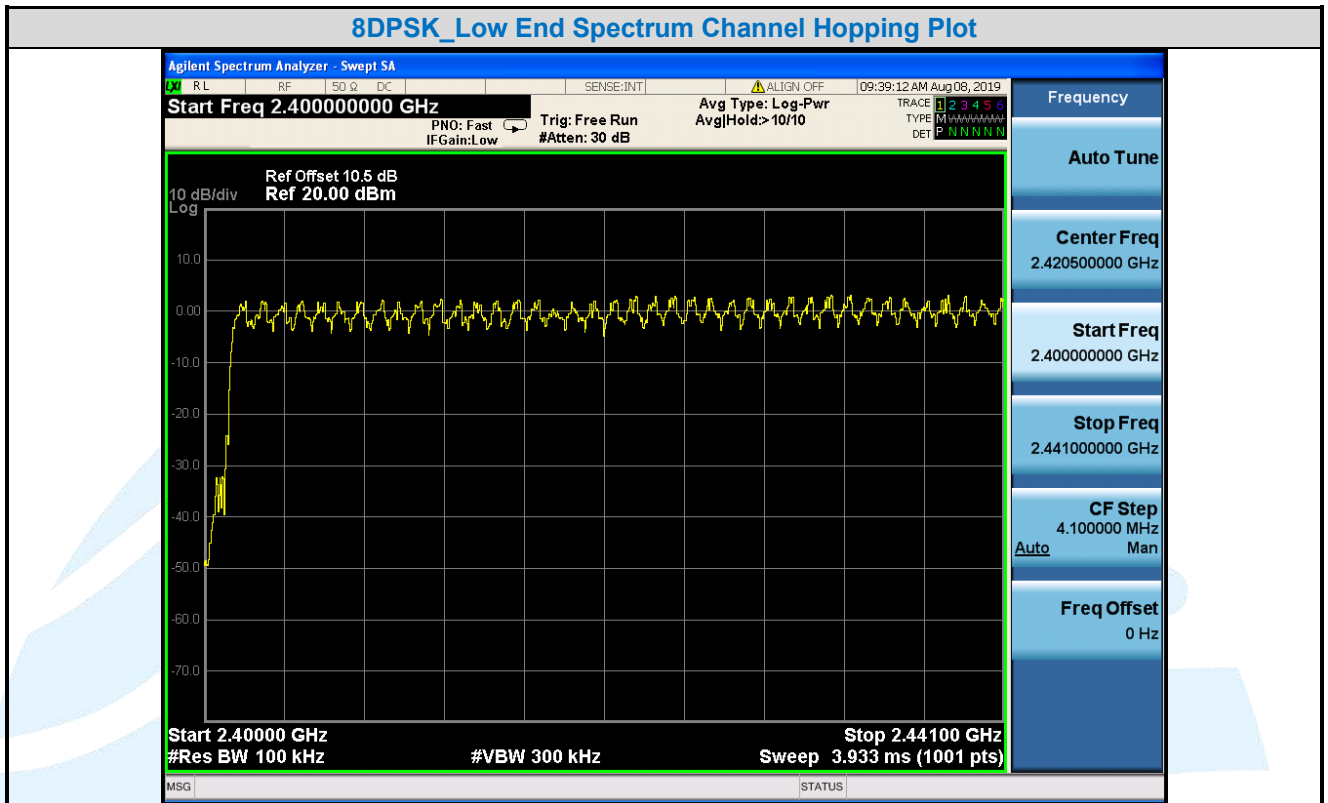 8DPSK_Low End Spectrum Channel Hopping Plot
Agilent Spectrum Analyzer - Swept SA
LXI RL RF 50 Ω DC SENSE:INT ALIGN OFF 09:39:12 AM Aug 08, 2019
Start Freq 2.400000000 GHz
PNO: Fast
IFGain:Low
Trig: Free Run
#Atten: 30 dB
Avg Type: Log-Pwr
Avg|Hold:>10/10
TRACE 1 2 3 4 5 6
TYPE M
DET P N N N N N
Ref Offset 10.5 dB
10 dB/div Ref 20.00 dBm
Log
10.0
0.00
-10.0
-20.0
-30.0
-40.0
-50.0
-60.0
-70.0
Start 2.40000 GHz Stop 2.44100 GHz
#Res BW 100 kHz #VBW 300 kHz Sweep 3.933 ms (1001 pts)
MSG STATUS
Frequency
Auto Tune
Center Freq
2.420500000 GHz
Start Freq
2.400000000 GHz
Stop Freq
2.441000000 GHz
CF Step
4.100000 MHz
Auto Man
Freq Offset
0 Hz